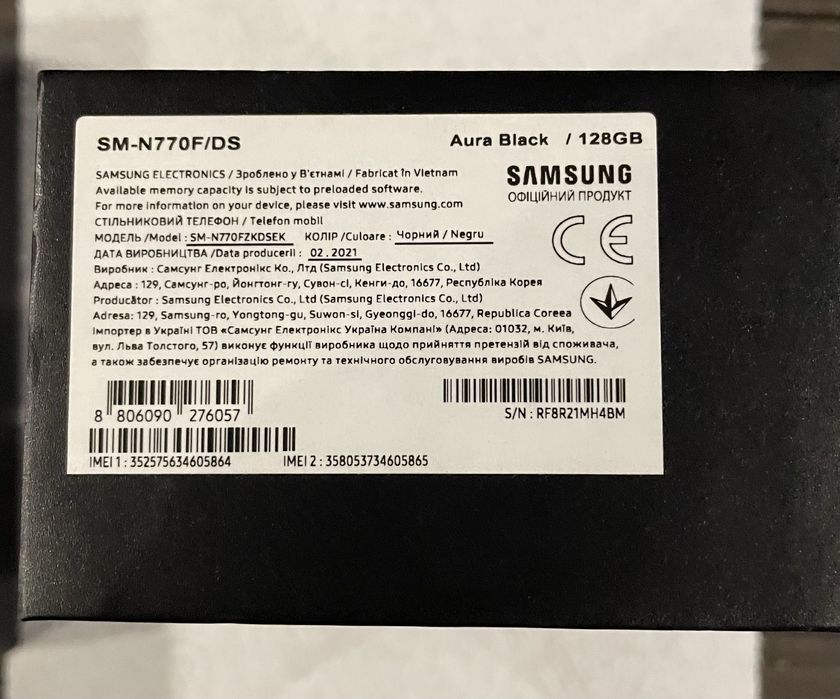 SM-N770F/DS
Aura Black / 128GB
SAMSUNG ELECTRONICS / Зроблено у В'єтнамі / Fabricat în Vietnam
Available memory capacity is subject to preloaded software.
For more information on your device, please visit www.samsung.com
SAMSUNG
ОФІЦІЙНИЙ ПРОДУКТ
СТІЛЬНИКОВИЙ ТЕЛЕФОН / Telefon mobil
МОДЕЛЬ /Model : SM-N770FZKDSEK КОЛІР /Culoare : Чорний / Negru
ДАТА ВИРОБНИЦТВА /Data producerii : 02.2021
CE
Виробник : Самсунг Електронікс Ко., Лтд (Samsung Electronics Co., Ltd)
Адреса : 129, Самсунг-ро, Йонгтонг-гу, Сувон-сі, Кенги-до, 16677, Республіка Корея
Producător : Samsung Electronics Co., Ltd (Samsung Electronics Co., Ltd)
Adresa: 129, Samsung-ro, Yongtong-gu, Suwon-si, Gyeonggi-do, 16677, Republica Coreea
Імпортер в Україні ТОВ «Самсунг Електронікс Україна Компані» (Адреса: 01032, м. Київ,
вул. Льва Толстого, 57) виконує функції виробника щодо прийняття претензій від споживача,
а також забезпечує організацію ремонту та технічного обслуговування виробів SAMSUNG.
8 806090 276057
S/N : RF8R21MH4BM
IMEI 1 : 352575634605864 IMEI 2 : 358053734605865